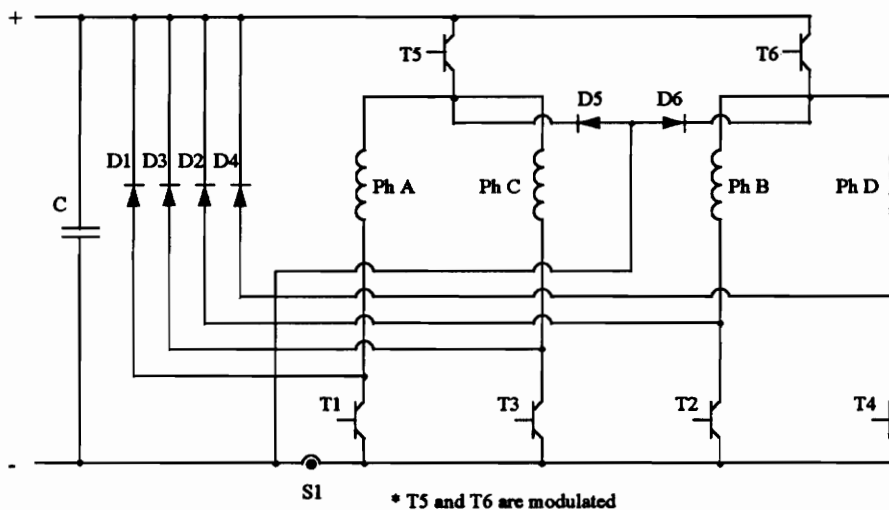 +
T5
T6
D5 D6
D1 D3 D2 D4
Ph A
Ph C
Ph B
Ph D
C
T1
T3
T2
T4
-
S1
* T5 and T6 are modulated